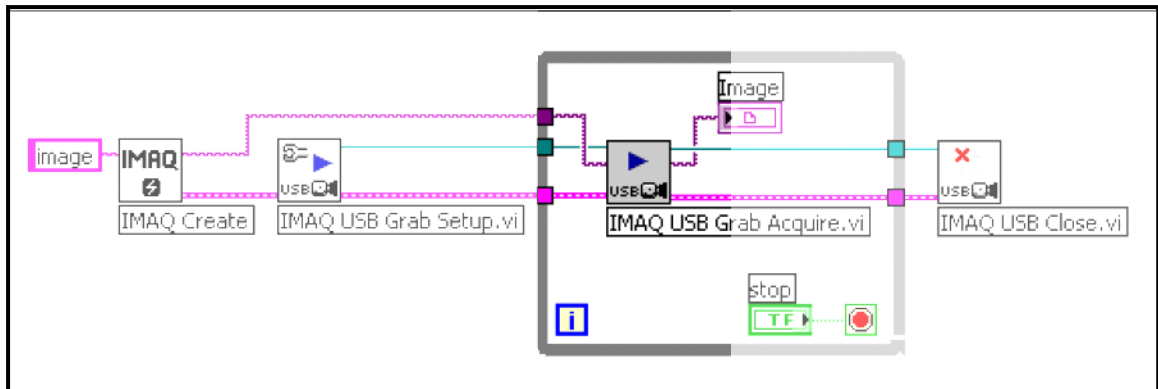 Image
image
IMAQ
USB
USB
USB
IMAQ Create
IMAQ USB Grab Setup.vi
IMAQ USB Grab Acquire.vi
IMAQ USB Close.vi
stop
i
TF